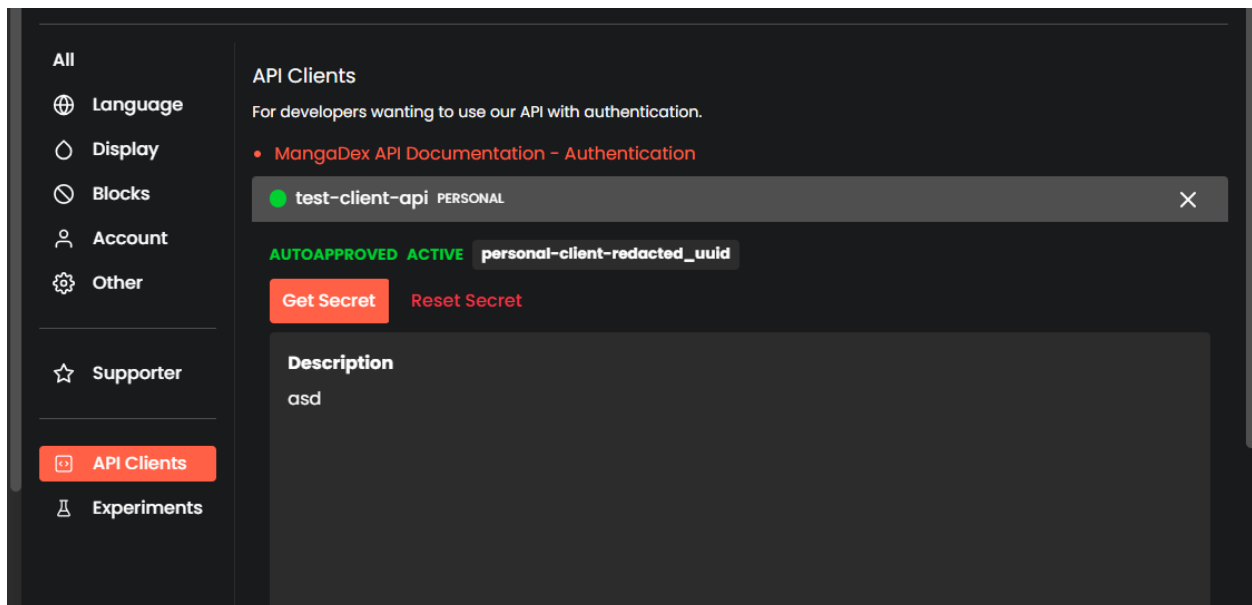 All
Language
Display
Blocks
Account
Other
Supporter
API Clients
Experiments
API Clients
For developers wanting to use our API with authentication.
MangaDex API Documentation - Authentication
test-client-api PERSONAL
AUTOAPPROVED ACTIVE personal-client-redacted_uuid
Get Secret Reset Secret
Description
asd